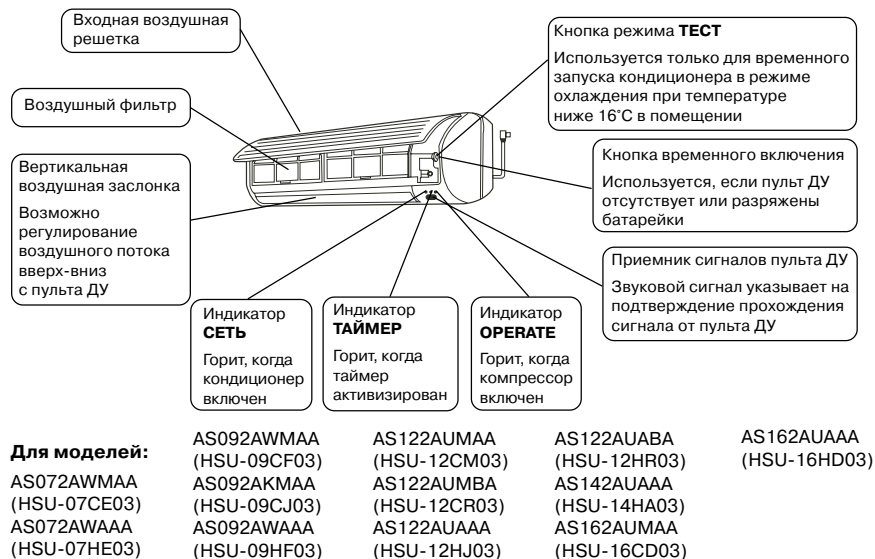 Входная воздушная
решетка
Воздушный фильтр
Вертикальная
воздушная заслонка
Возможно
регулирование
воздушного потока
вверх-вниз
с пульта ДУ
Индикатор
СЕТЬ
Горит, когда
кондиционер
включен
Индикатор
ТАЙМЕР
Горит, когда
таймер
активизирован
Индикатор
OPERATE
Горит, когда
компрессор
включен
Кнопка режима ТЕСТ
Используется только для временного
запуска кондиционера в режиме
охлаждения при температуре
ниже 16˚С в помещении
Кнопка временного включения
Используется, если пульт ДУ
отсутствует или разряжены
батарейки
Приемник сигналов пульта ДУ
Звуковой сигнал указывает на
подтверждение прохождения
сигнала от пульта ДУ
Для моделей:
AS072AWMAA
(HSU-07CE03)
AS072AWAAA
(HSU-07HE03)
AS092AWMAA
(HSU-09CF03)
AS092AKMAA
(HSU-09CJ03)
AS092AWAAA
(HSU-09HF03)
AS122AUMAA
(HSU-12CM03)
AS122AUMBA
(HSU-12CR03)
AS122AUAAA
(HSU-12HJ03)
AS122AUABA
(HSU-12HR03)
AS142AUAAA
(HSU-14HA03)
AS162AUMAA
(HSU-16CD03)
AS162AUAAA
(HSU-16HD03)